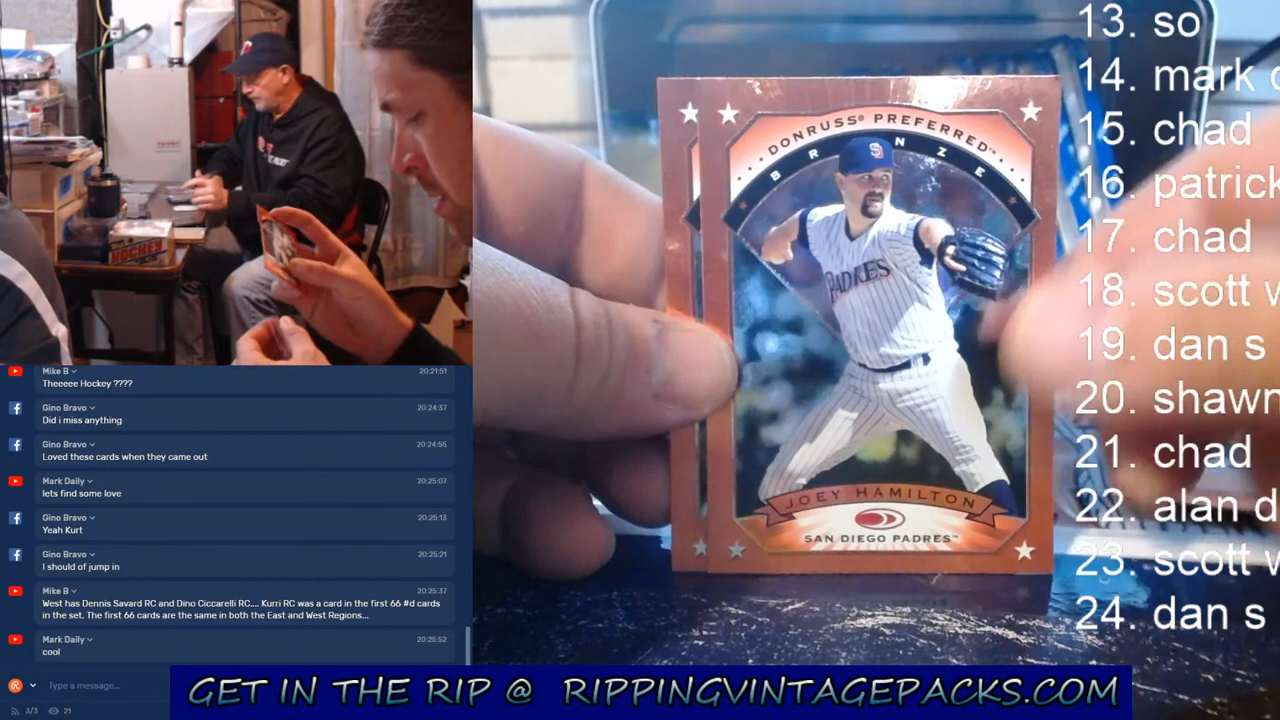 HOCKEY
Mike B
20:21:51
Theeeee Hockey ????
Gino Bravo
20:24:37
Did i miss anything
Gino Bravo
20:24:55
Loved these cards when they came out
Mark Daily
20:25:07
lets find some love
Gino Bravo
20:25:13
Yeah Kurt
Gino Bravo
20:25:21
I should of jump in
Mike B
20:25:37
West has Dennis Savard RC and Dino Ciccarelli RC.... Kurri RC was a card in the first 66 #d cards
in the set. The first 66 cards are the same in both the East and West Regions...
Mark Daily
20:25:52
cool
Type a message...
3/3 21
DONRUSS® PREFERRED™
BRONZE
PADRES
JOEY HAMILTON
SAN DIEGO PADRES™
13. so
14. mark
15. chad
16. patrick
17. chad
18. scott w
19. dan s
20. shawn
21. chad
22. alan d
23. scott w
24. dan s
GET IN THE RIP @ RIPPINGVINTAGEPACKS.COM